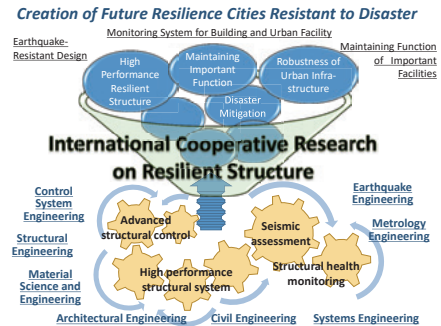 Creation of Future Resilience Cities Resistant to Disaster
Monitoring System for Building and Urban Facility
Earthquake-
Resistant Design
Maintaining Function
of Important
Facilities
High
Performance
Resilient
Structure
Maintaining
Important
Function
Robustness of
Urban Infra-
structure
Disaster
Mitigation
International Cooperative Research
on Resilient Structure
Control
System
Engineering
Structural
Engineering
Material
Science and
Engineering
Advanced
structural control
High performance
structural system
Seismic
assessment
Structural health
monitoring
Earthquake
Engineering
Metrology
Engineering
Architectural Engineering
Civil Engineering
Systems Engineering